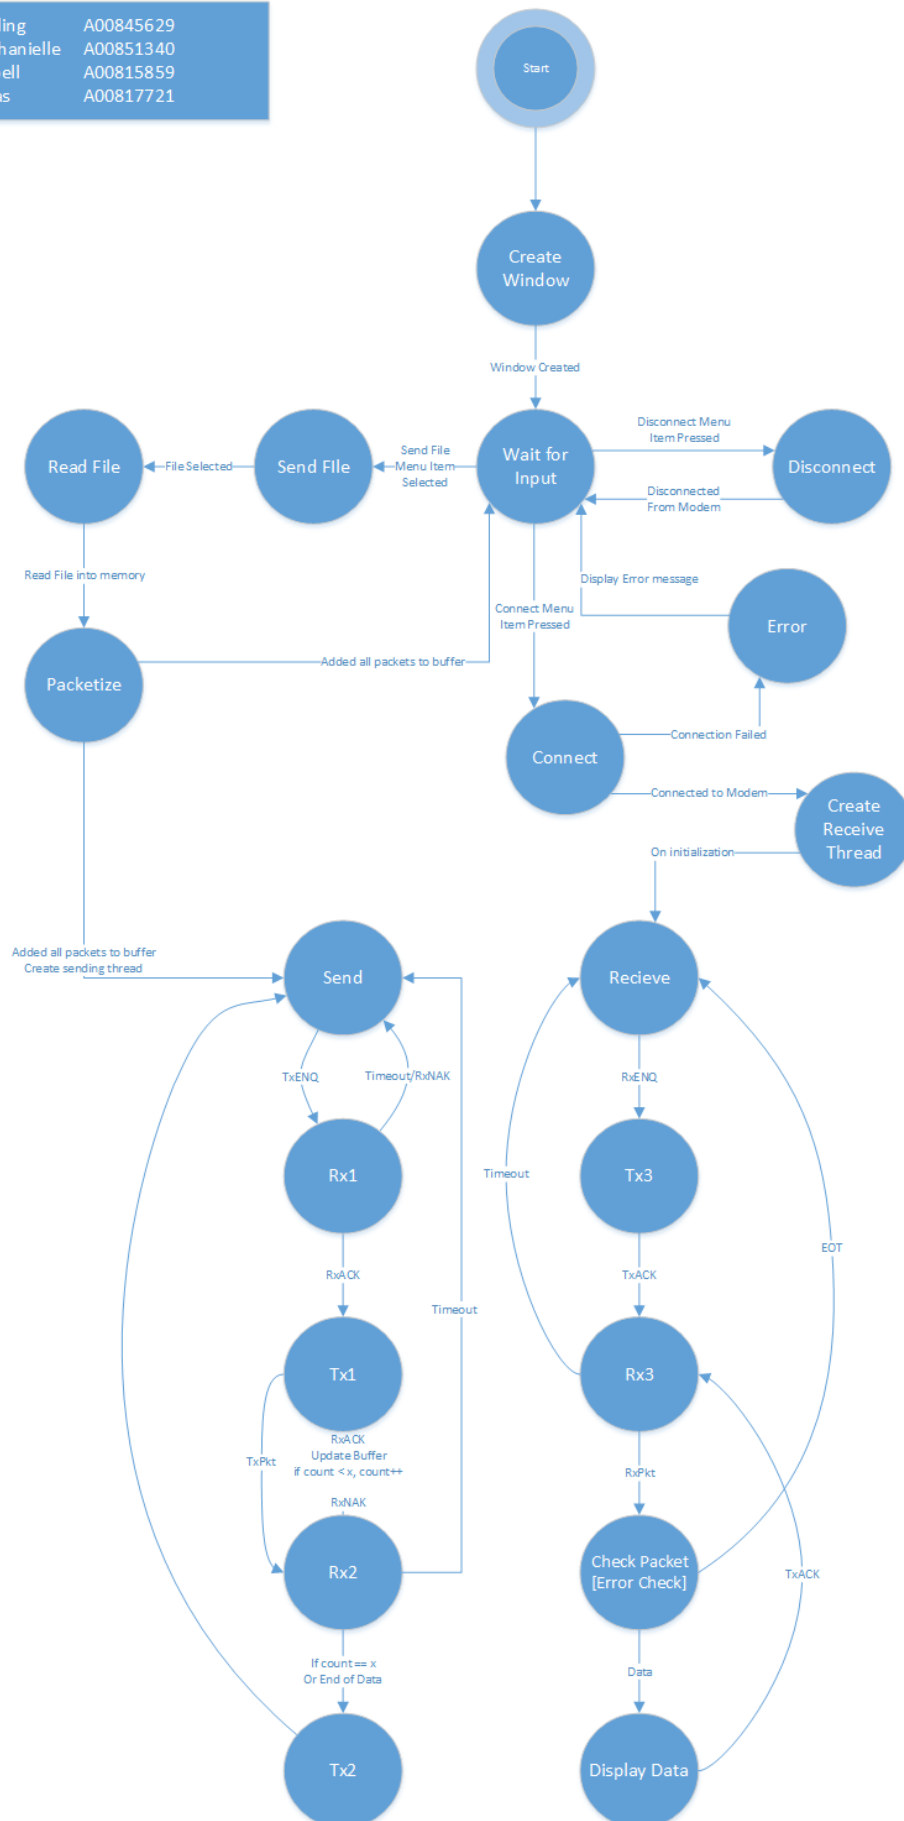 A00845629
A00851340
A00815859
A00817721
Start
Create
Window
Window Created
Read File
File Selected
Send FIle
Send File
Menu Item
Selected
Wait for
Input
Disconnect Menu
Item Pressed
Disconnect
Disconnected
From Modem
Read File into memory
Display Error message
Connect Menu
Item Pressed
Error
Packetize
Added all packets to buffer
Connect
Connection Failed
Connected to Modem
Create
Receive
Thread
On initialization
Added all packets to buffer
Create sending thread
Send
Recieve
TxENQ
Timeout/RxNAK
RxENQ
Rx1
Timeout
Tx3
EOT
RxACK
TxACK
Timeout
Tx1
Rx3
RxACK
Update Buffer
if count < x, count++
TxPkt
RxPkt
RxNAK
Rx2
Check Packet
[Error Check]
TxACK
If count == x
Or End of Data
Data
Tx2
Display Data